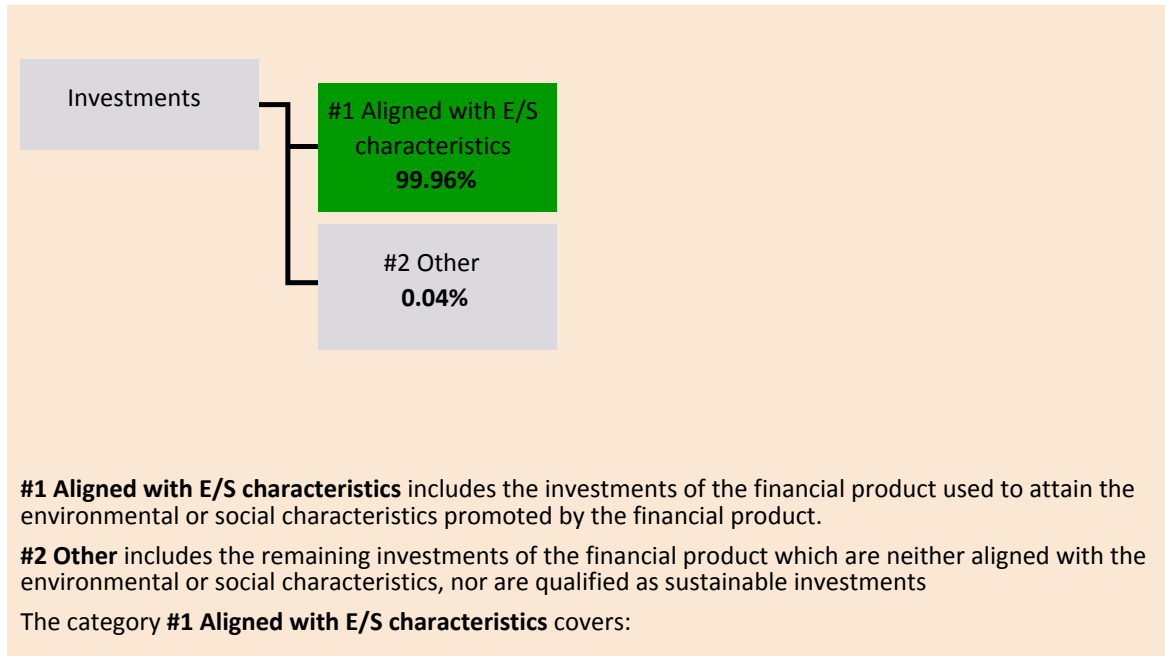 Investments
#1 Aligned with E/S
characteristics
99.96%
#2 Other
0.04%
#1 Aligned with E/S characteristics includes the investments of the financial product used to attain the
environmental or social characteristics promoted by the financial product.
#2 Other includes the remaining investments of the financial product which are neither aligned with the
environmental or social characteristics, nor are qualified as sustainable investments
The category #1 Aligned with E/S characteristics covers: